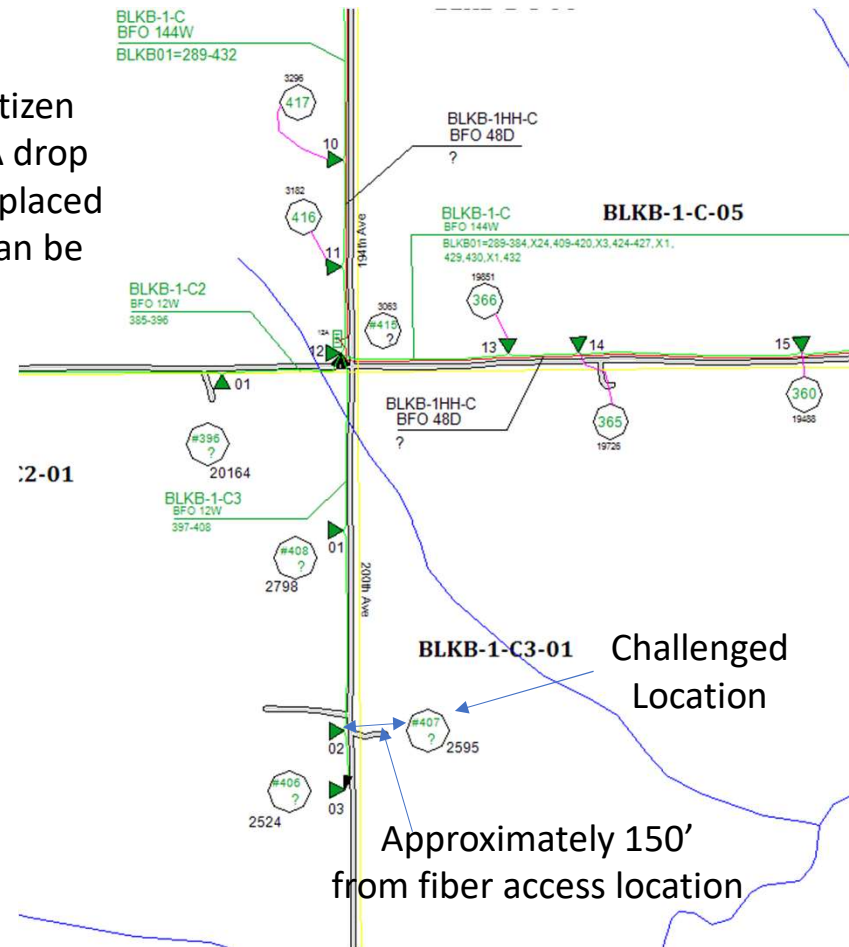 BLKB-1-C
BFO 144W
BLKB01=289-432
tizen
drop
placed
an be
3296
417
10
BLKB-1HH-C
BFO 48D
?
3182
416
11
194th Ave
BLKB-1-C
BFO 144W
BLKB01=289-384,X24,409-420,X3,424-427,X1,
429,430,X1,432
BLKB-1-C-05
BLKB-1-C2
BFO 12W
385-396
12A
12
3063
#415
?
19851
366
13
14
15
01
BLKB-1HH-C
BFO 48D
?
365
19726
360
19488
#396
?
20164
C2-01
BLKB-1-C3
BFO 12W
397-408
01
#408
?
2798
200th Ave
BLKB-1-C3-01
Challenged
Location
02
#407
?
2595
#406
?
2524
03
Approximately 150’
from fiber access location